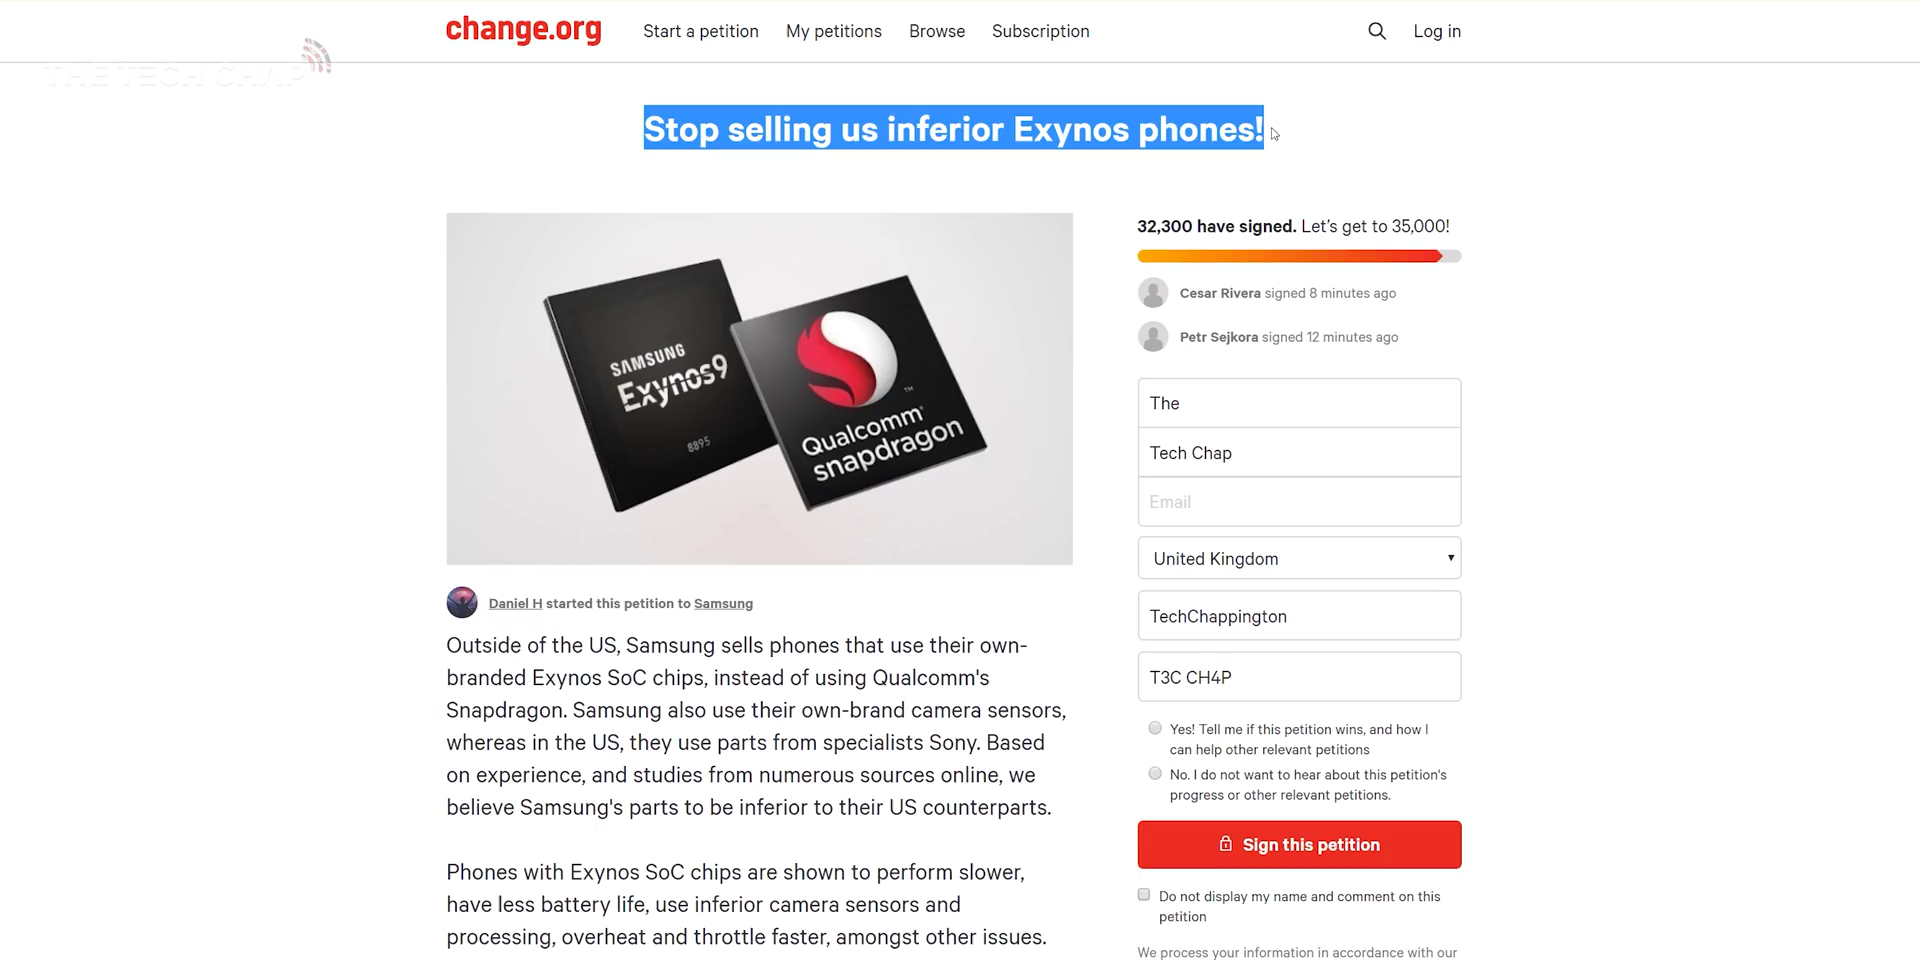 change.org
Start a petition
My petitions
Browse
Subscription
Log in
THE TECH CHAP
Stop selling us inferior Exynos phones!
SAMSUNG
Exynos9
8895
TM
Qualcomm
snapdragon
Daniel H started this petition to Samsung
Outside of the US, Samsung sells phones that use their own-
branded Exynos SoC chips, instead of using Qualcomm's
Snapdragon. Samsung also use their own-brand camera sensors,
whereas in the US, they use parts from specialists Sony. Based
on experience, and studies from numerous sources online, we
believe Samsung's parts to be inferior to their US counterparts.
Phones with Exynos SoC chips are shown to perform slower,
have less battery life, use inferior camera sensors and
processing, overheat and throttle faster, amongst other issues.
32,300 have signed. Let's get to 35,000!
Cesar Rivera signed 8 minutes ago
Petr Sejkora signed 12 minutes ago
The
Tech Chap
Email
United Kingdom
TechChappington
T3C CH4P
Yes! Tell me if this petition wins, and how I
can help other relevant petitions
No. I do not want to hear about this petition's
progress or other relevant petitions.
Sign this petition
Do not display my name and comment on this
petition
We process your information in accordance with our